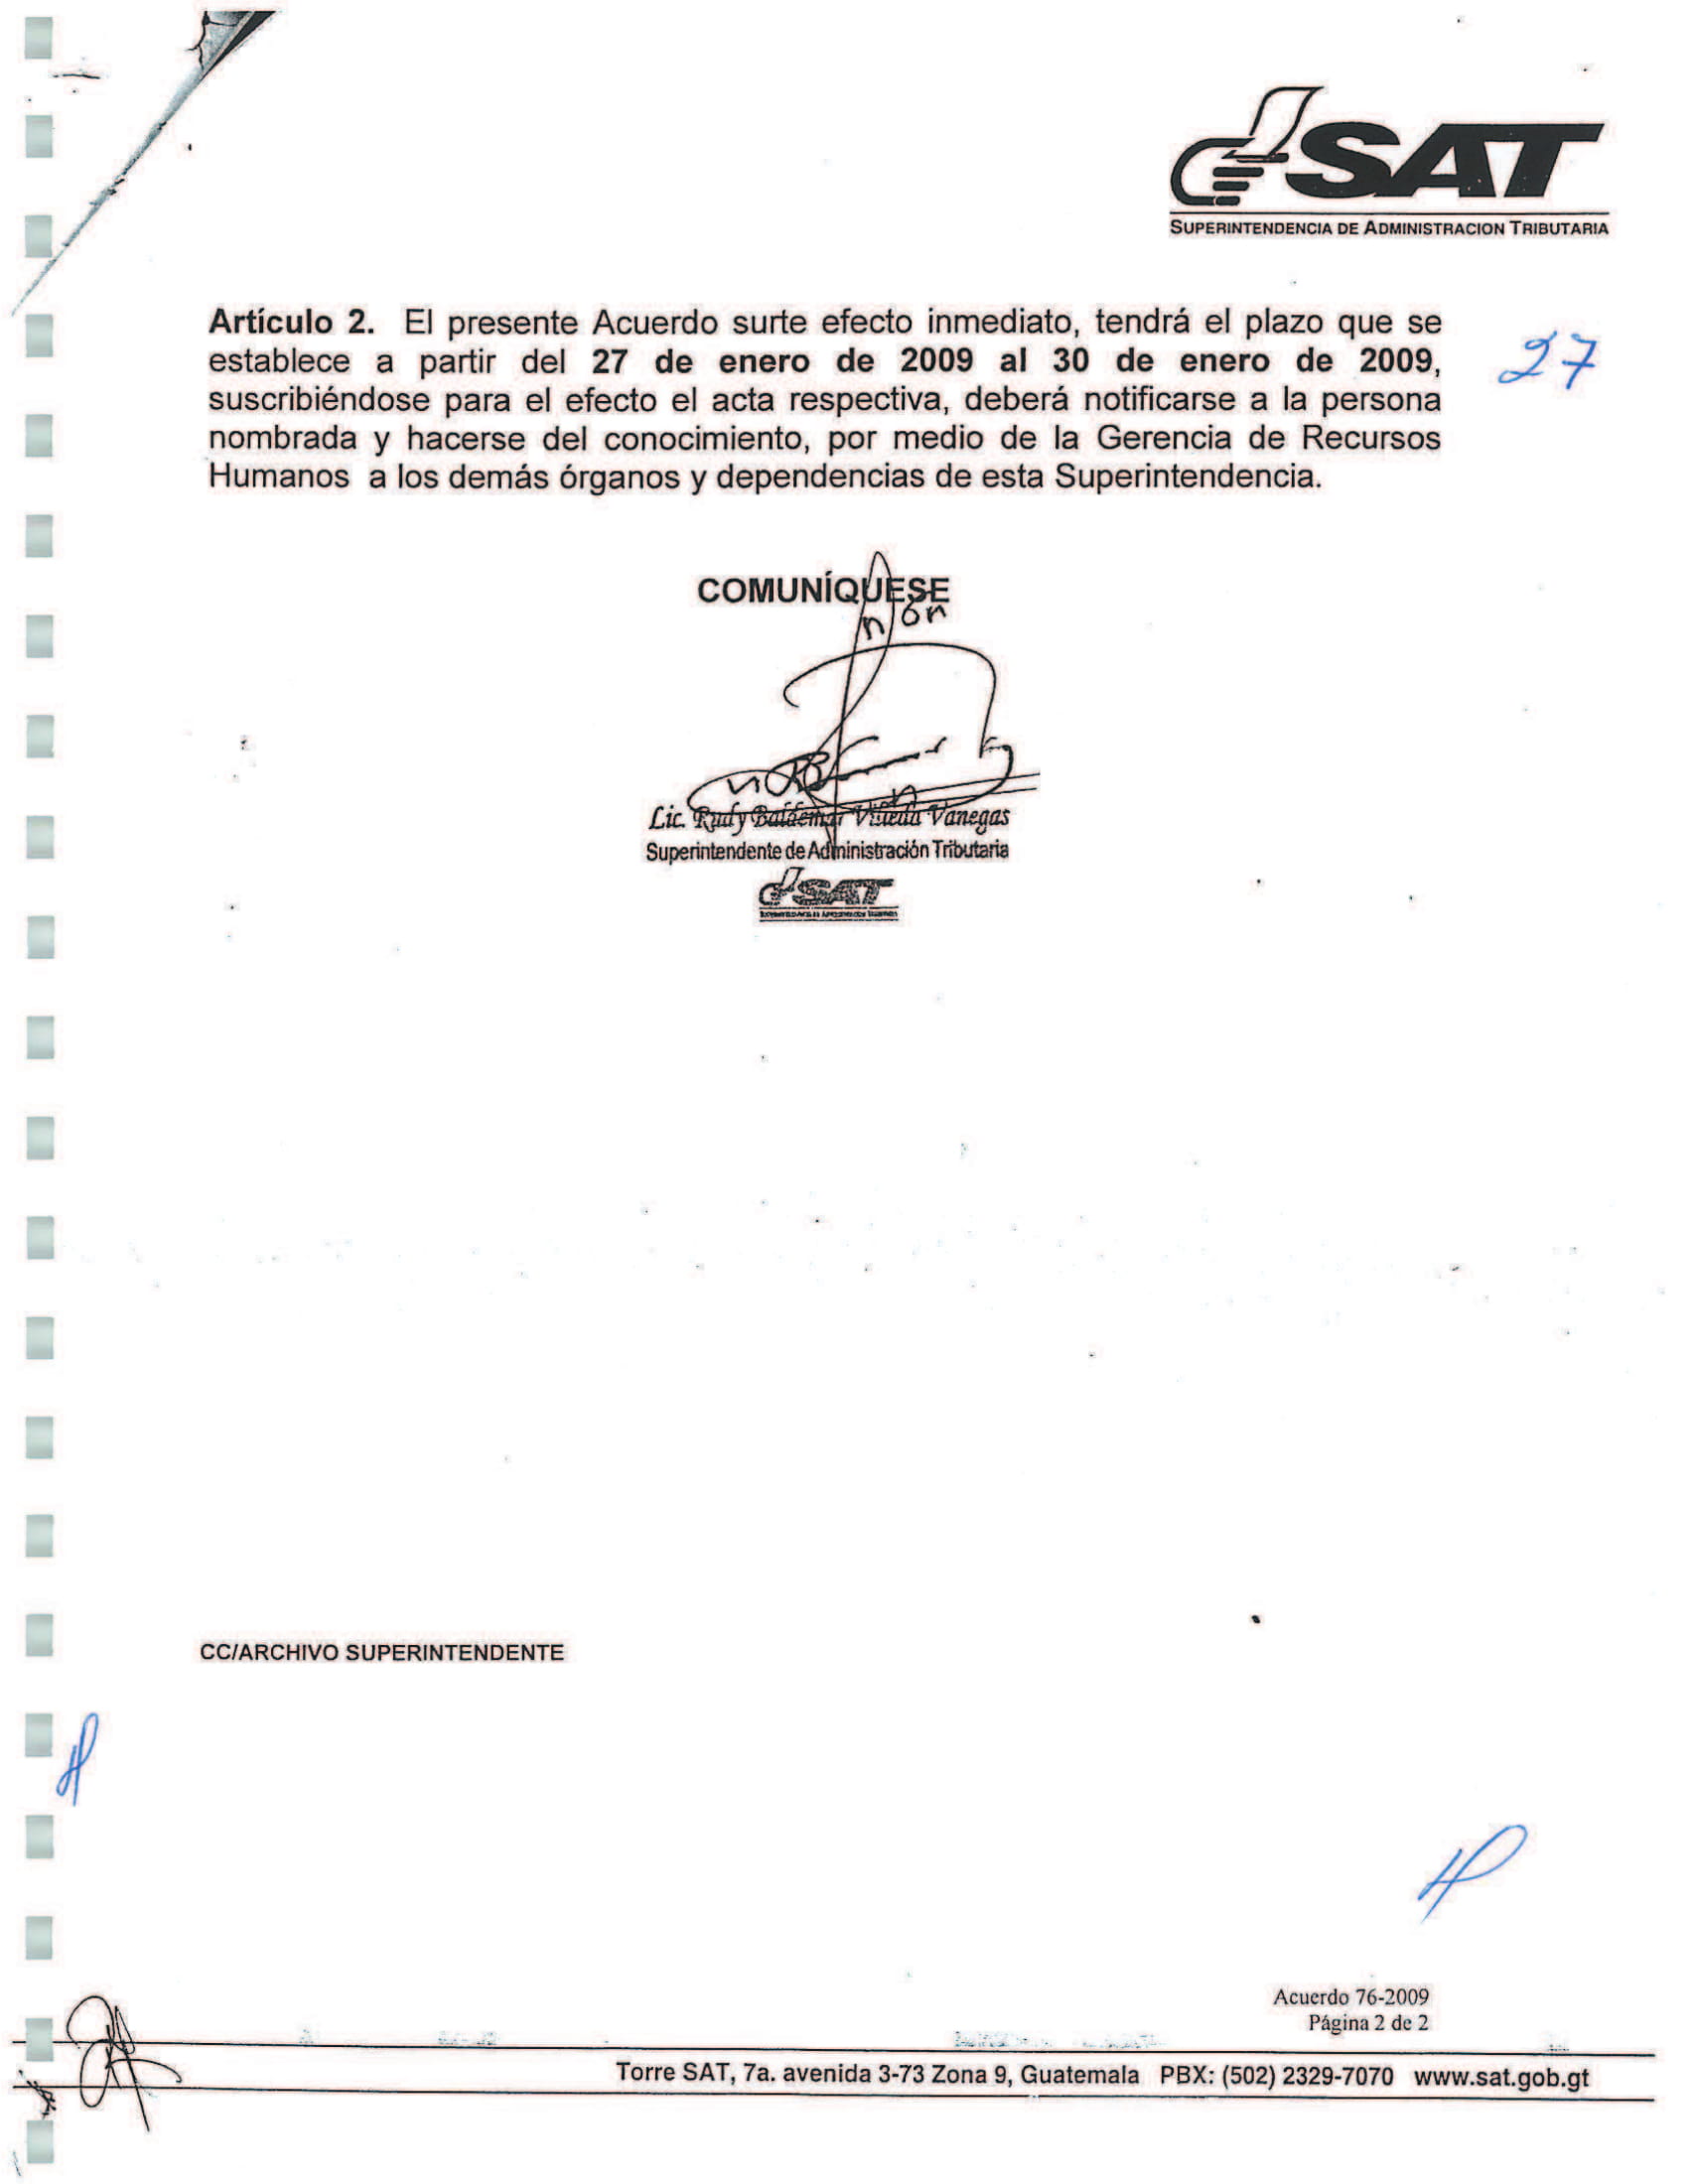 SAT
SUPERINTENDENCIA DE ADMINISTRACION TRIBUTARIA
Artículo 2. El presente Acuerdo surte efecto inmediato, tendrá el plazo que se
establece a partir del 27 de enero de 2009 al 30 de enero de 2009,
27
suscribiéndose para el efecto el acta respectiva, deberá notificarse a la persona
nombrada y hacerse del conocimiento, por medio de la Gerencia de Recursos
Humanos a los demás órganos y dependencias de esta Superintendencia.
COMUNÍQUESE
Lic. Rudy Baldemar Villeda Vanegas
Superintendente de Administración Tributaria
SAT
SUPERINTENDENCIA DE ADMINISTRACION TRIBUTARIA
CC/ARCHIVO SUPERINTENDENTE
Acuerdo 76-2009
Página 2 de 2
Torre SAT, 7a. avenida 3-73 Zona 9, Guatemala PBX: (502) 2329-7070 www.sat.gob.gt